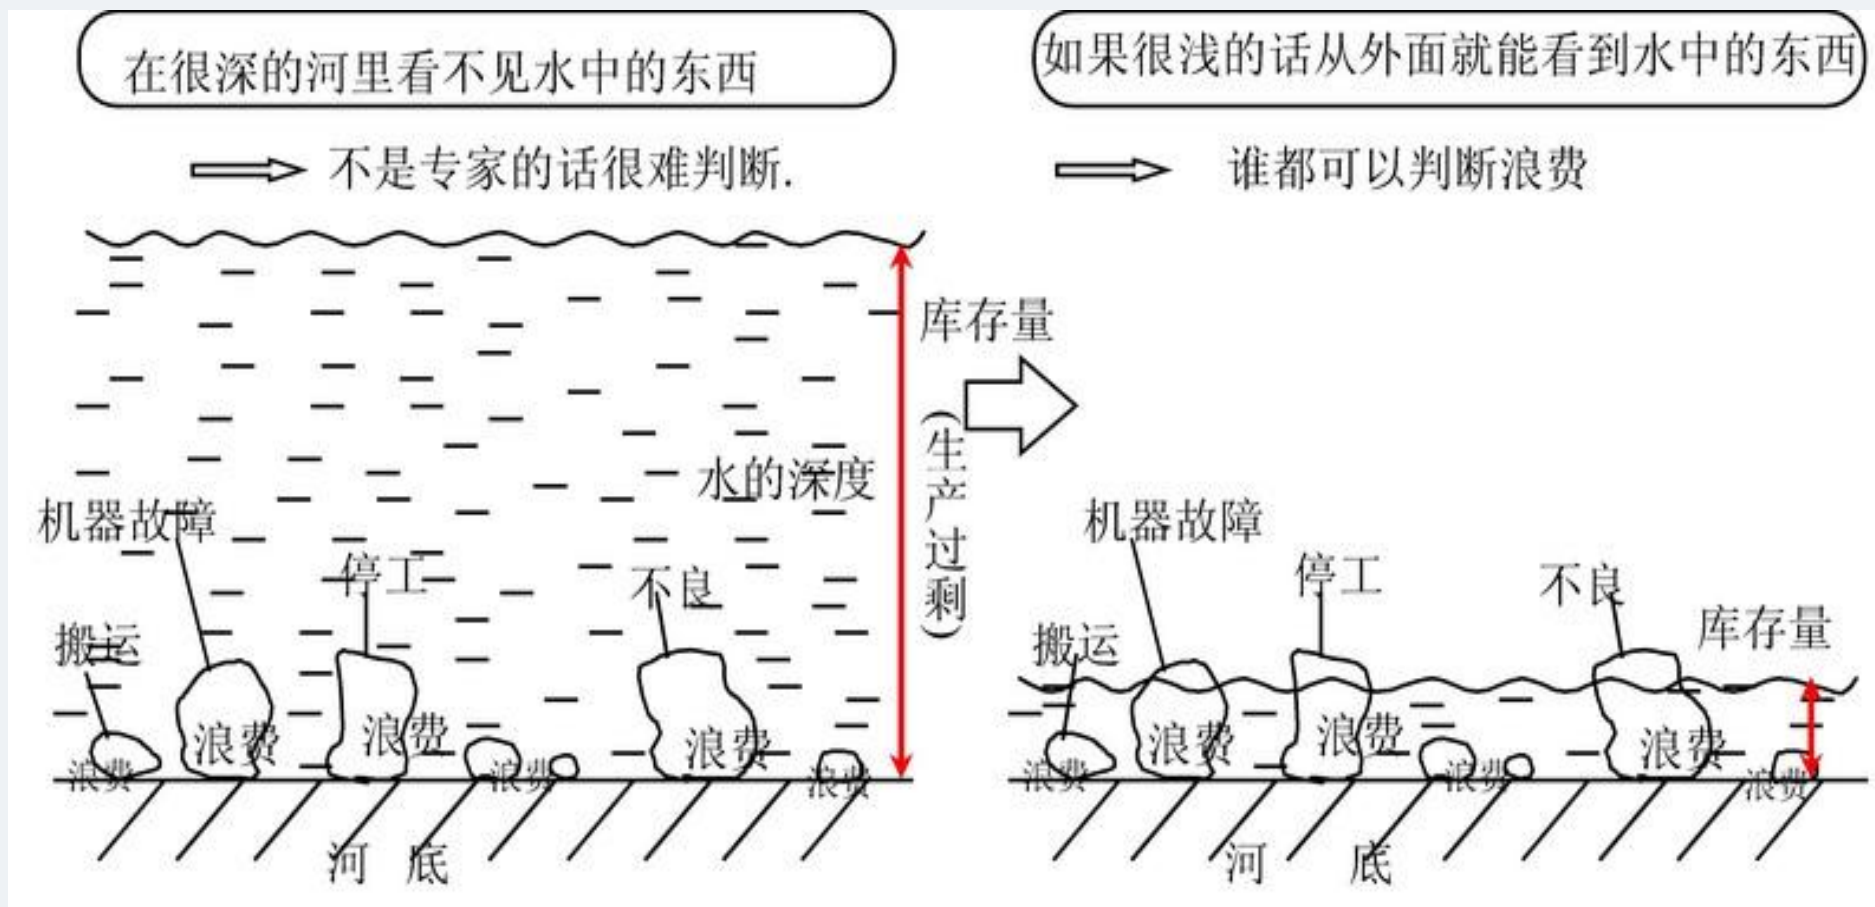 在很深的河里看不见水中的东西
不是专家的话很难判断.
库存量
(生产过剩)
水的深度
机器故障
停工
不良
搬运
浪费
浪费
浪费
浪费
浪费
浪费
河 底
如果很浅的话从外面就能看到水中的东西
谁都可以判断浪费
机器故障
停工
不良
库存量
搬运
浪费
浪费
浪费
浪费
浪费
浪费
河 底